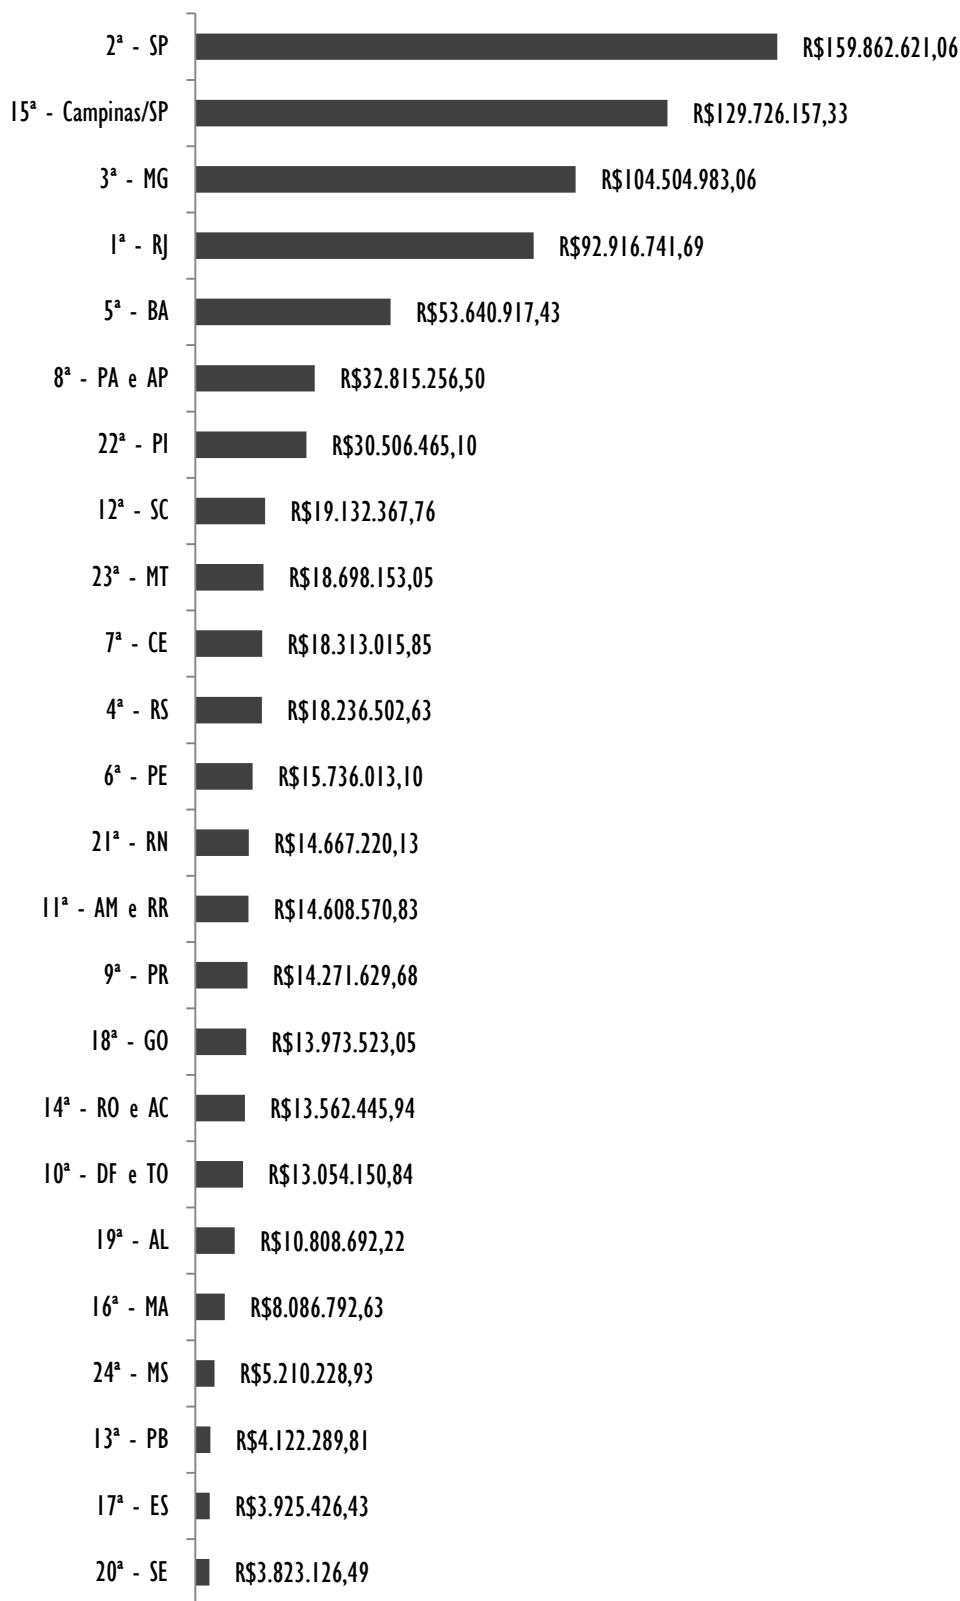 2ª - SP R$159.862.621,06
15ª - Campinas/SP R$129.726.157,33
3ª - MG R$104.504.983,06
1ª - RJ R$92.916.741,69
5ª - BA R$53.640.917,43
8ª - PA e AP R$32.815.256,50
22ª - PI R$30.506.465,10
12ª - SC R$19.132.367,76
23ª - MT R$18.698.153,05
7ª - CE R$18.313.015,85
4ª - RS R$18.236.502,63
6ª - PE R$15.736.013,10
21ª - RN R$14.667.220,13
11ª - AM e RR R$14.608.570,83
9ª - PR R$14.271.629,68
18ª - GO R$13.973.523,05
14ª - RO e AC R$13.562.445,94
10ª - DF e TO R$13.054.150,84
19ª - AL R$10.808.692,22
16ª - MA R$8.086.792,63
24ª - MS R$5.210.228,93
13ª - PB R$4.122.289,81
17ª - ES R$3.925.426,43
20ª - SE R$3.823.126,49